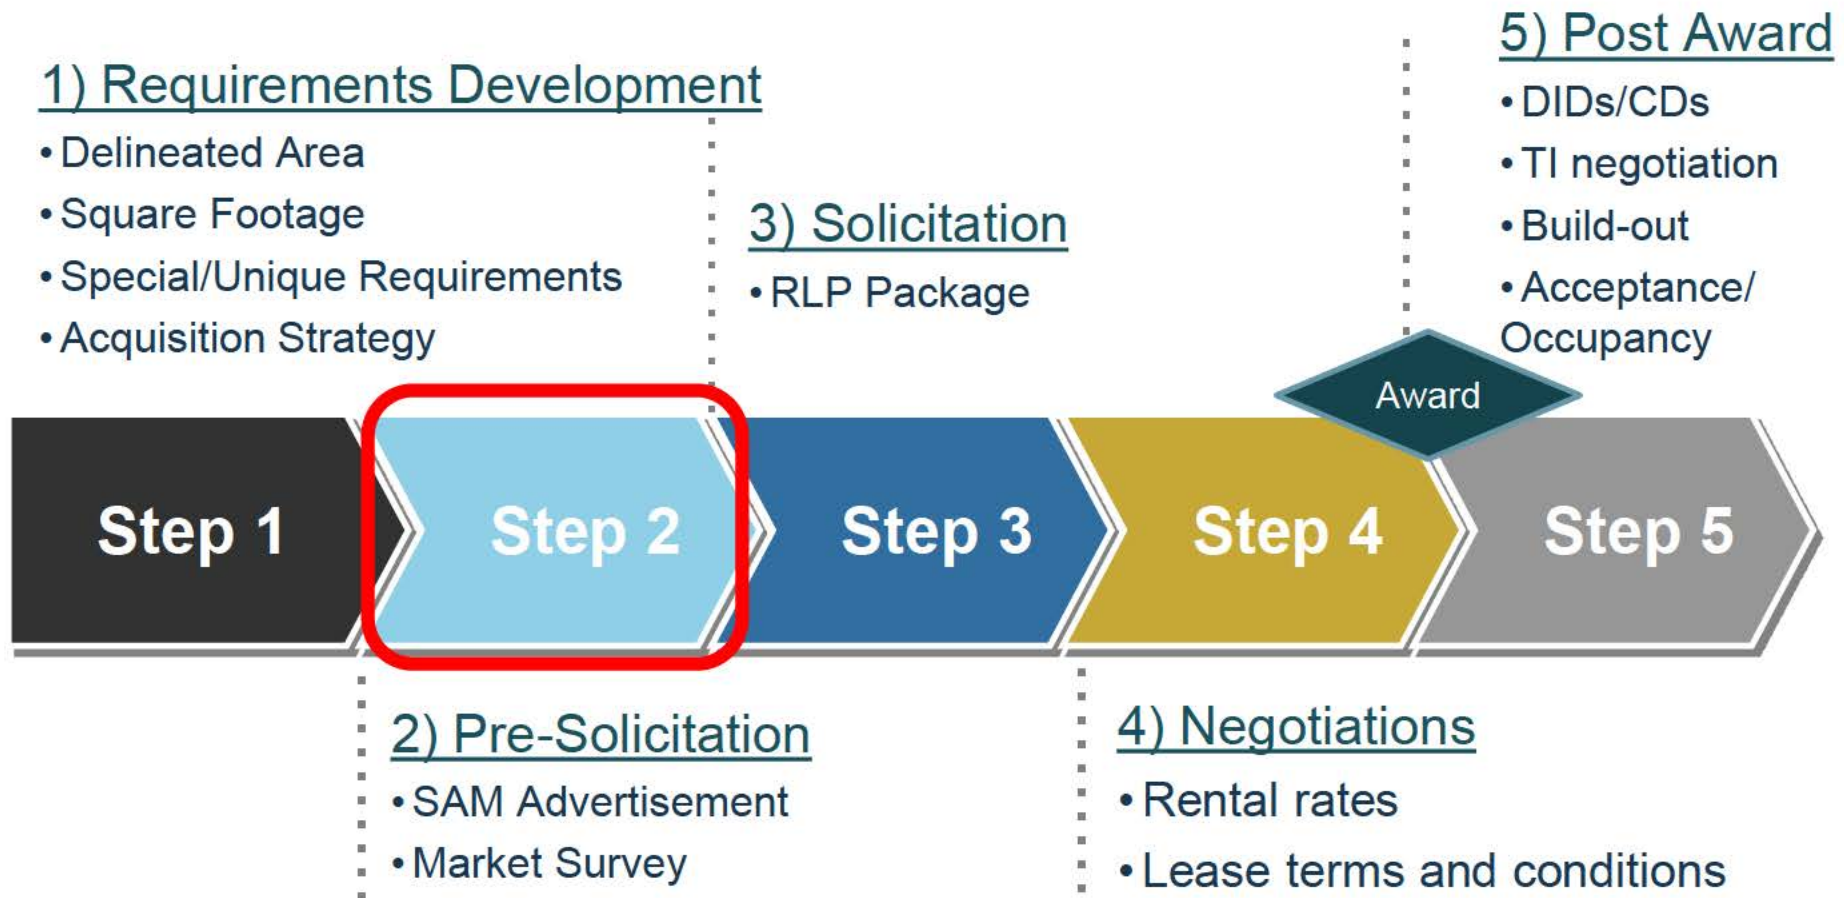 1) Requirements Development
• Delineated Area
• Square Footage
• Special/Unique Requirements
• Acquisition Strategy
3) Solicitation
• RLP Package
5) Post Award
• DIDs/CDs
• TI negotiation
• Build-out
• Acceptance/
Occupancy
Award
Step 1
Step 2
Step 3
Step 4
Step 5
2) Pre-Solicitation
• SAM Advertisement
• Market Survey
4) Negotiations
• Rental rates
• Lease terms and conditions